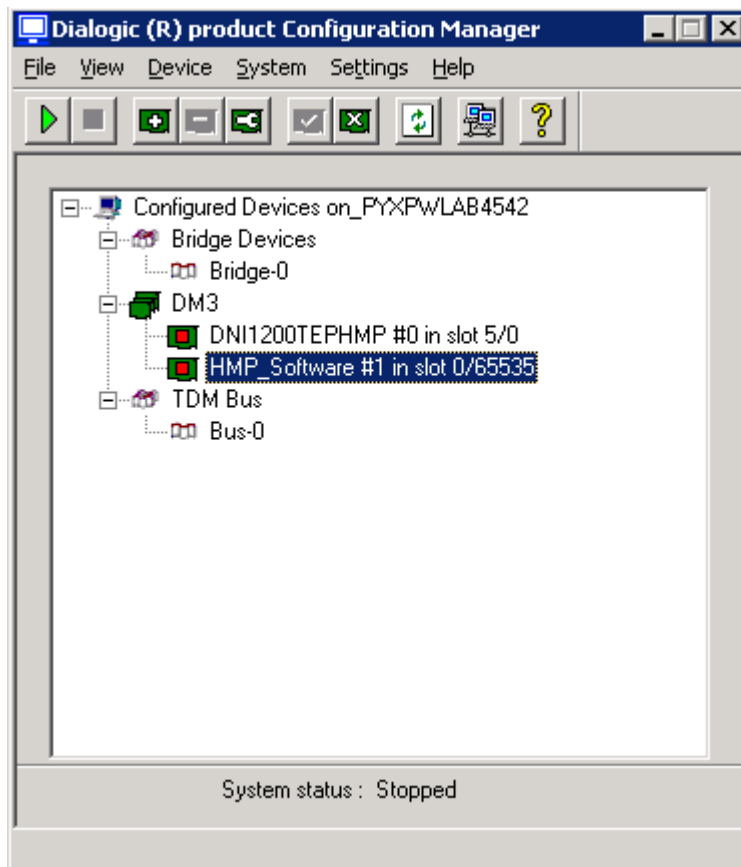 Dialogic (R) product Configuration Manager
File View Device System Settings Help
Configured Devices on_PYXPWLAB4542
Bridge Devices
Bridge-0
DM3
DNI1200TEPHMP #0 in slot 5/0
HMP_Software #1 in slot 0/65535
TDM Bus
Bus-0
System status : Stopped